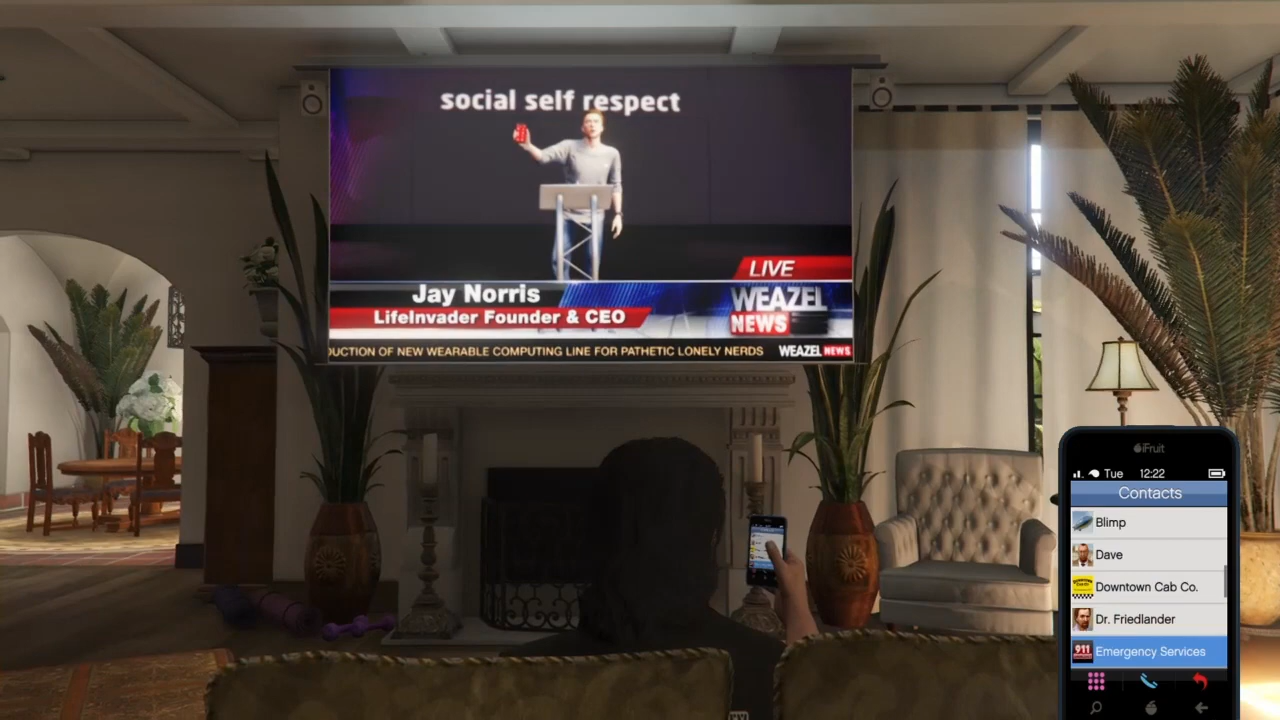 social self respect
LIVE
Jay Norris
LifeInvader Founder & CEO
WEAZEL
NEWS
DUCTION OF NEW WEARABLE COMPUTING LINE FOR PATHETIC LONELY NERDS WEAZEL NEWS
iFruit
Tue 12:22
Contacts
Blimp
Dave
Downtown Cab Co.
Dr. Friedlander
911 Emergency Services